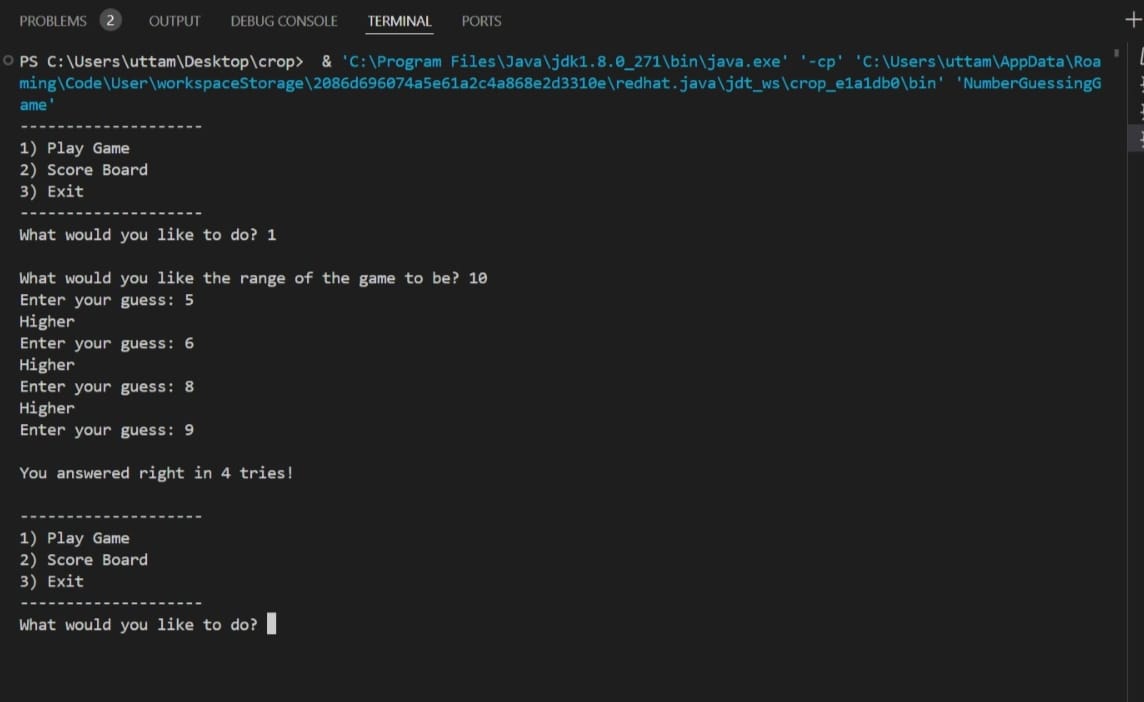 PROBLEMS 2 OUTPUT DEBUG CONSOLE TERMINAL PORTS
PS C:\Users\uttam\Desktop\crop>  & 'C:\Program Files\Java\jdk1.8.0_271\bin\java.exe' '-cp' 'C:\Users\uttam\AppData\Roa
ming\Code\User\workspaceStorage\2086d696074a5e61a2c4a868e2d3310e\redhat.java\jdt_ws\crop_e1a1db0\bin' 'NumberGuessingG
ame'
--------------------
1) Play Game
2) Score Board
3) Exit
--------------------
What would you like to do? 1
What would you like the range of the game to be? 10
Enter your guess: 5
Higher
Enter your guess: 6
Higher
Enter your guess: 8
Higher
Enter your guess: 9
You answered right in 4 tries!
--------------------
1) Play Game
2) Score Board
3) Exit
--------------------
What would you like to do?